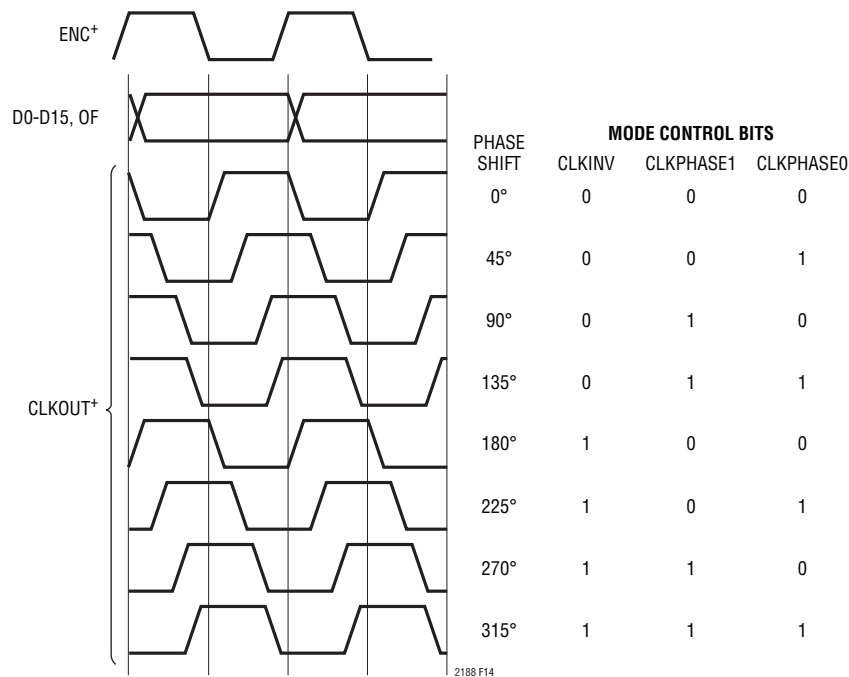 ENC+
D0-D15, OF
CLKOUT+
PHASE SHIFT
MODE CONTROL BITS
CLKINV CLKPHASE1 CLKPHASE0
0° 0 0 0
45° 0 0 1
90° 0 1 0
135° 0 1 1
180° 1 0 0
225° 1 0 1
270° 1 1 0
315° 1 1 1
2188 F14